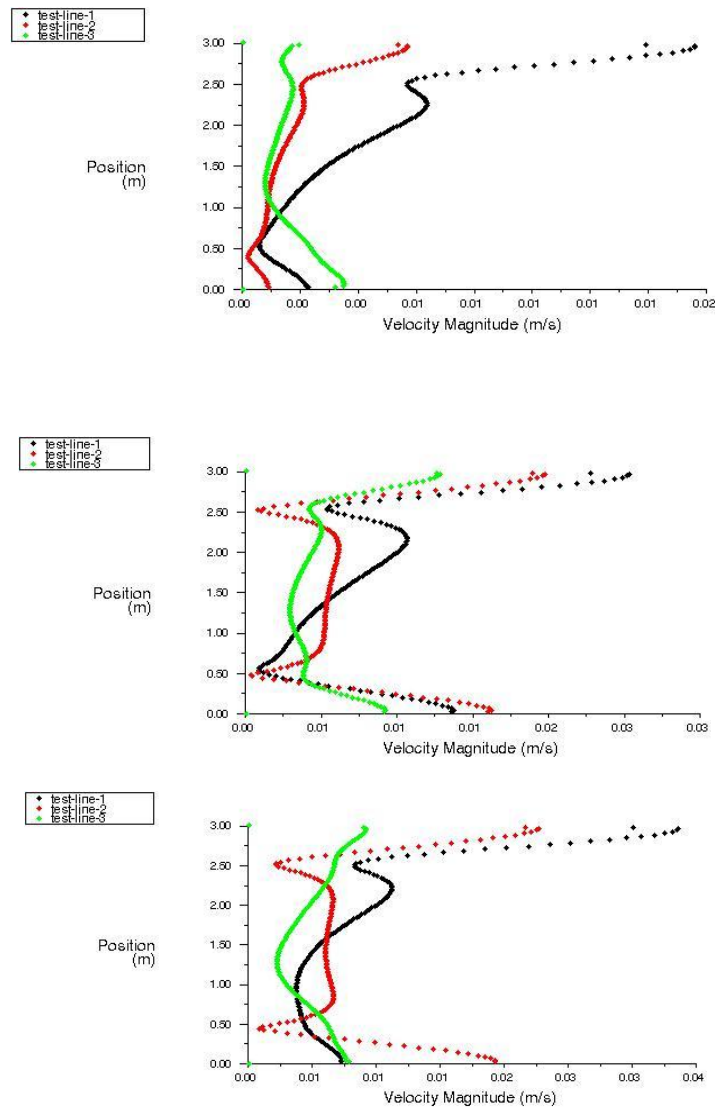 test-line-1
test-line-2
test-line-3
3.00
2.50
2.00
Position
(m)
1.50
1.00
0.50
0.00
0.00 0.00 0.00 0.01 0.01 0.01 0.01 0.01 0.02
Velocity Magnitude (m/s)
test-line-1
test-line-2
test-line-3
3.00
2.50
2.00
Position
(m)
1.50
1.00
0.50
0.00
0.00 0.01 0.01 0.01 0.02 0.03 0.03
Velocity Magnitude (m/s)
test-line-1
test-line-2
test-line-3
3.00
2.50
2.00
Position
(m)
1.50
1.00
0.50
0.00
0.00 0.01 0.01 0.01 0.02 0.03 0.03 0.04
Velocity Magnitude (m/s)